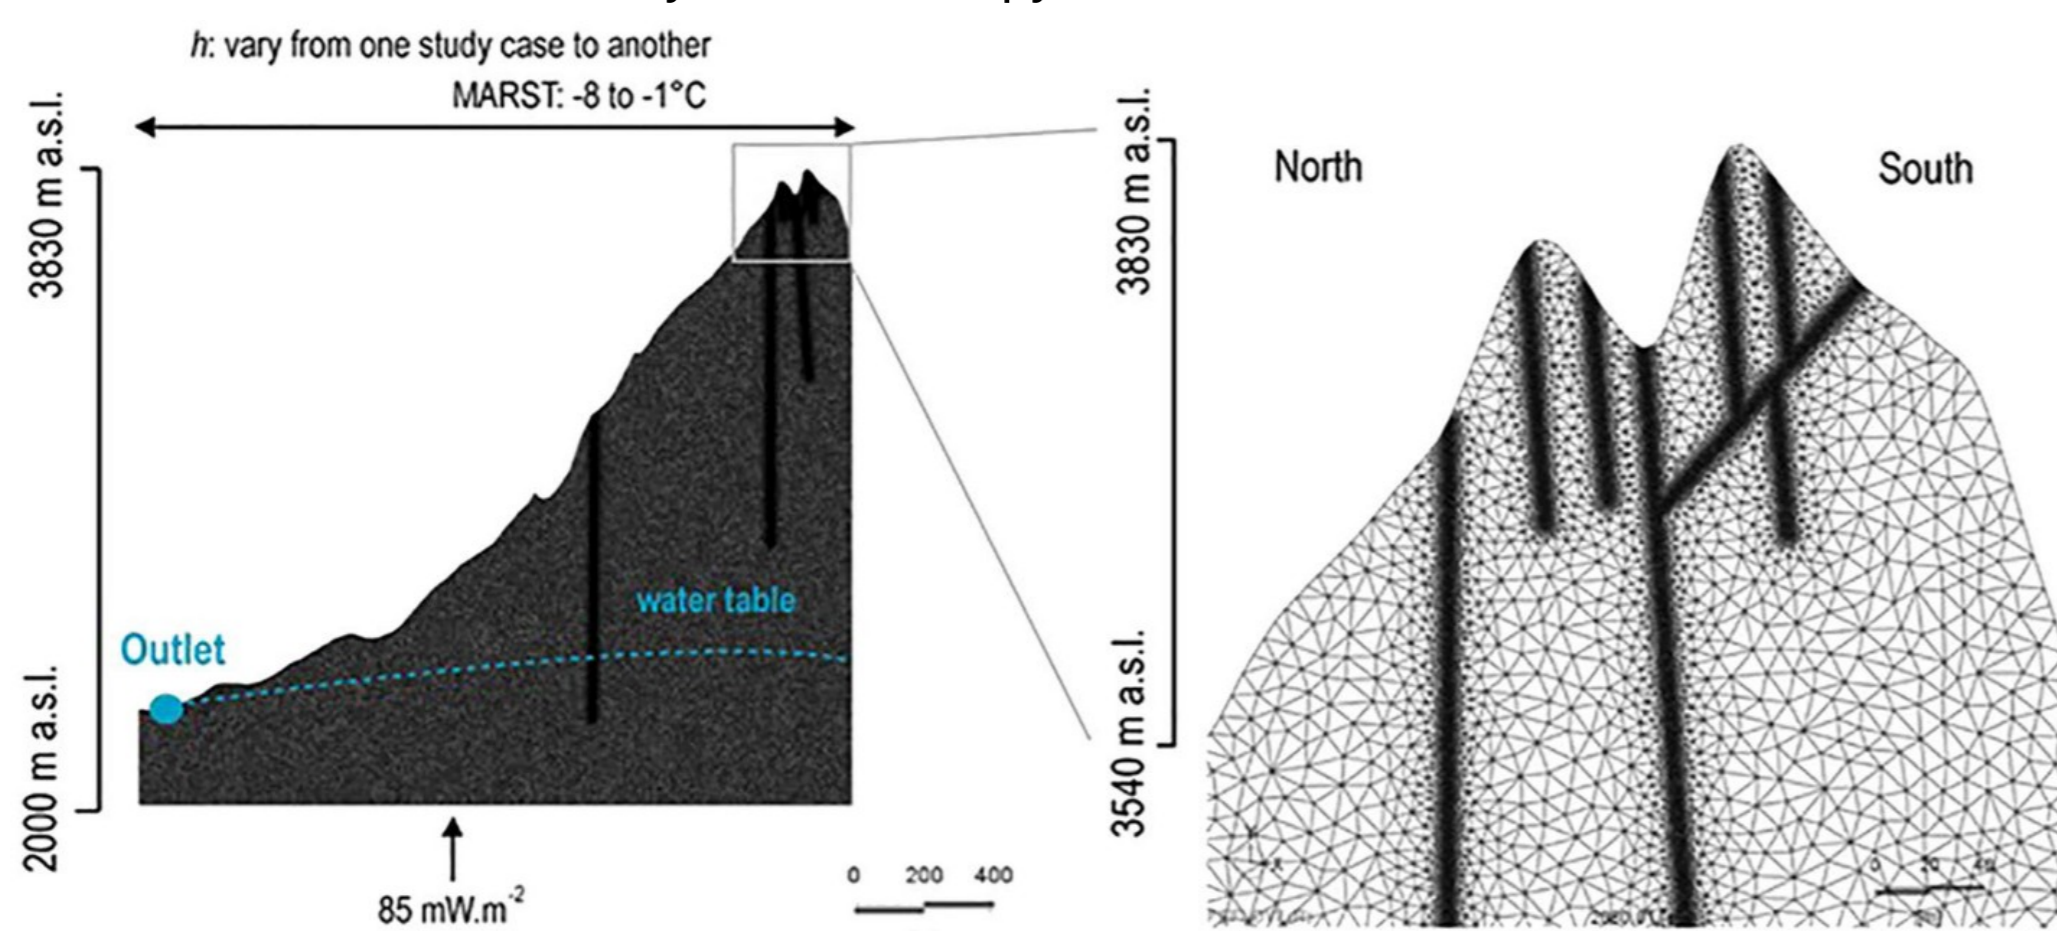 h: vary from one study case to another
MARST: -8 to -1°C
3830 m a.s.l.
2000 m a.s.l.
Outlet
water table
85 mW.m-2
0 200 400
3830 m a.s.l.
3540 m a.s.l.
North
South